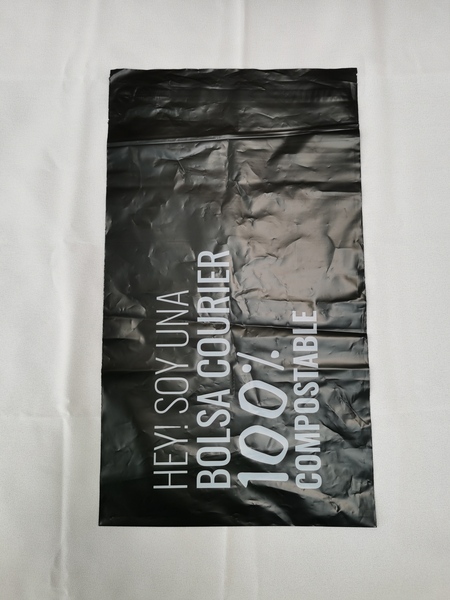 HEY! SOY UNA
BOLSA COURIER
100%
COMPOSTABLE